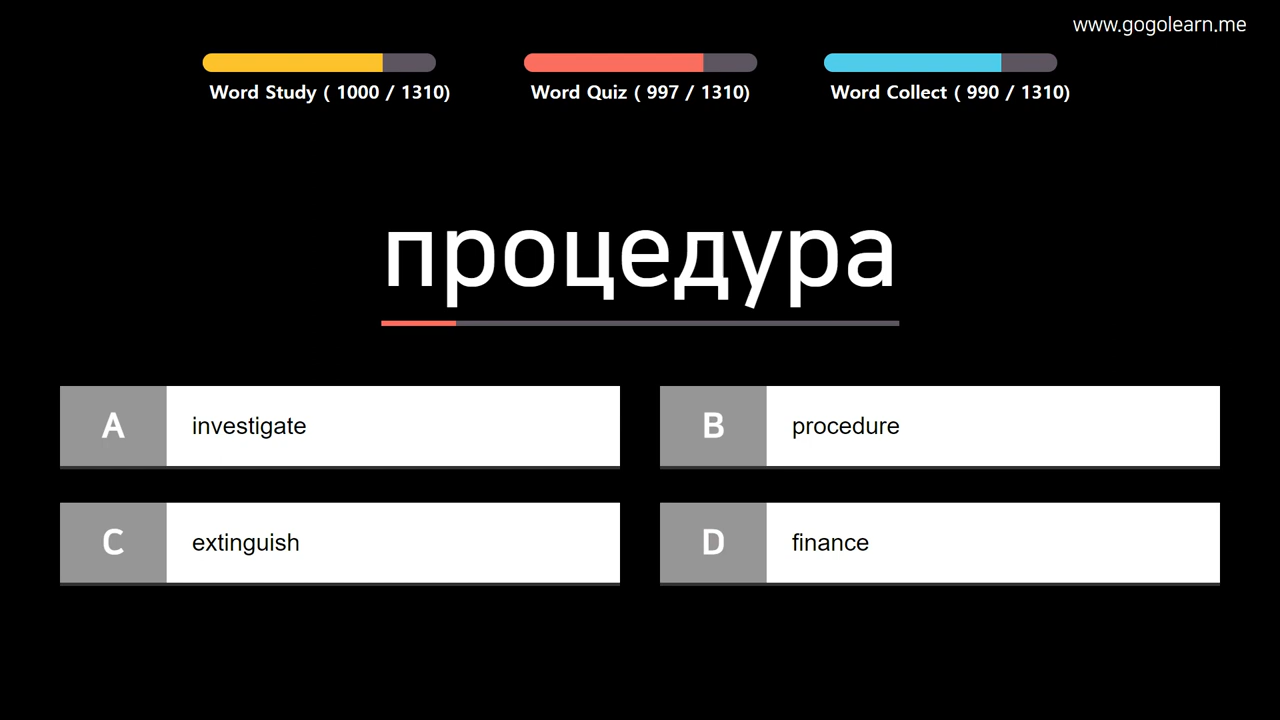 www.gogolearn.me
Word Study ( 1000 / 1310)
Word Quiz ( 997 / 1310)
Word Collect ( 990 / 1310)
процедура
A investigate
B procedure
C extinguish
D finance